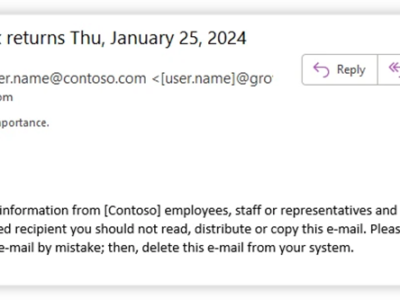 returns Thu, January 25, 2024
er.name@contoso.com <[user.name]@gro
Reply
om
portance.
information from [Contoso] employees, staff or representatives and
ed recipient you should not read, distribute or copy this e-mail. Pleas
e-mail by mistake; then, delete this e-mail from your system.